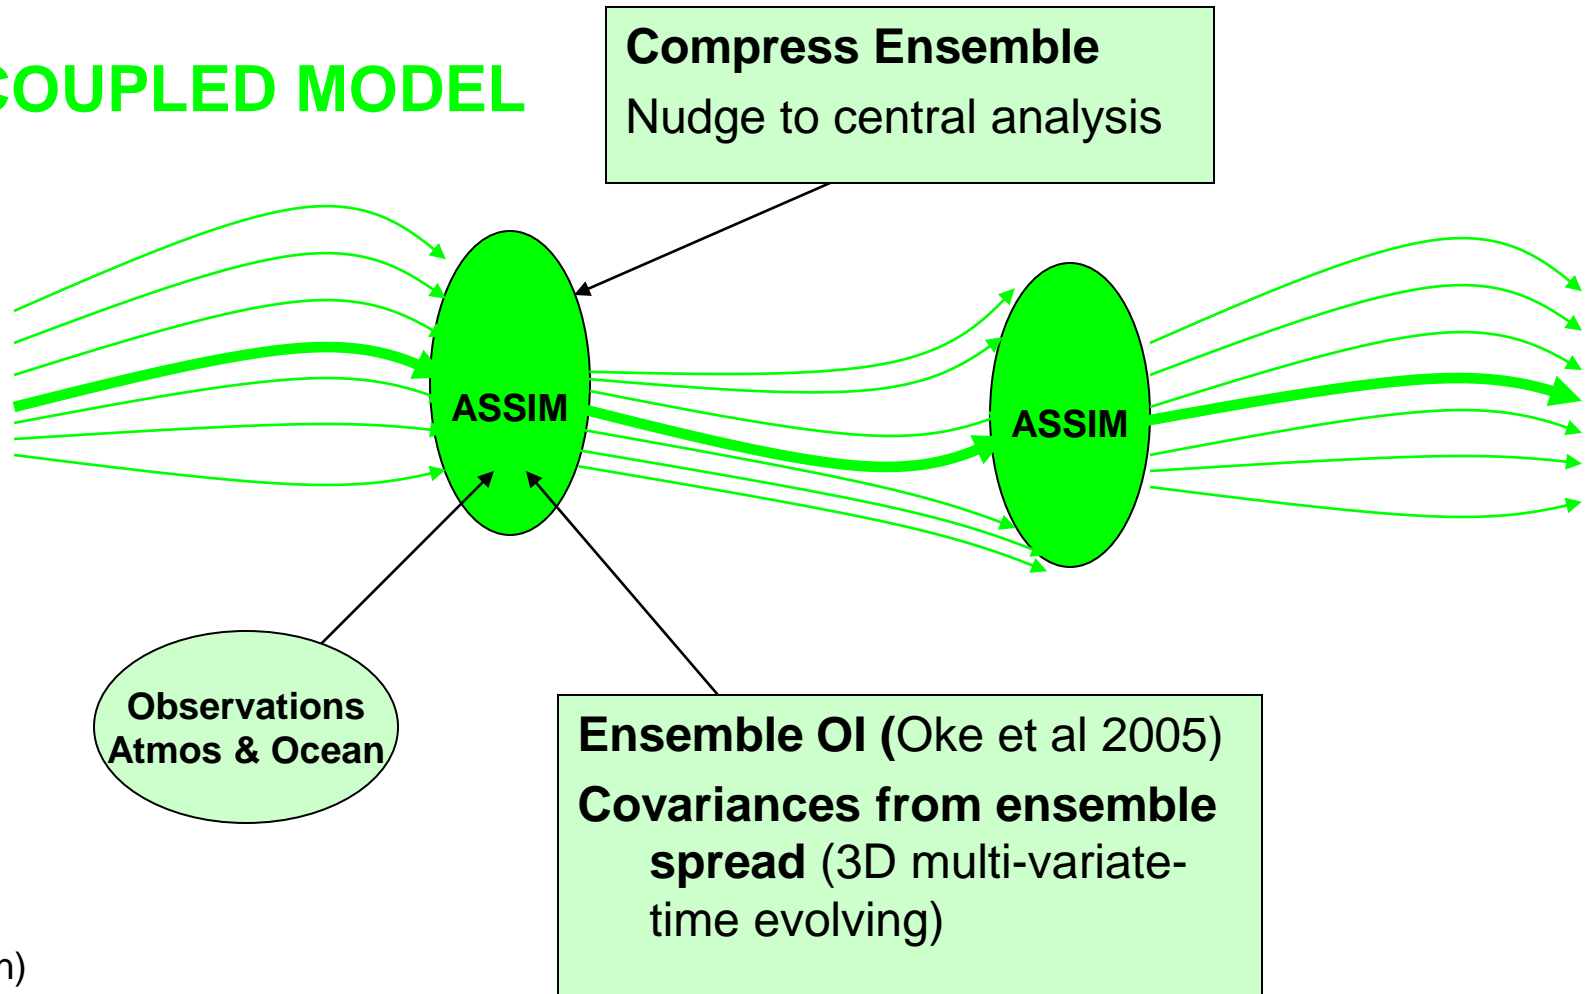 COUPLED MODEL
Compress Ensemble
Nudge to central analysis
ASSIM
ASSIM
Observations
Atmos & Ocean
Ensemble OI (Oke et al 2005)
Covariances from ensemble
spread (3D multi-variate-
time evolving)